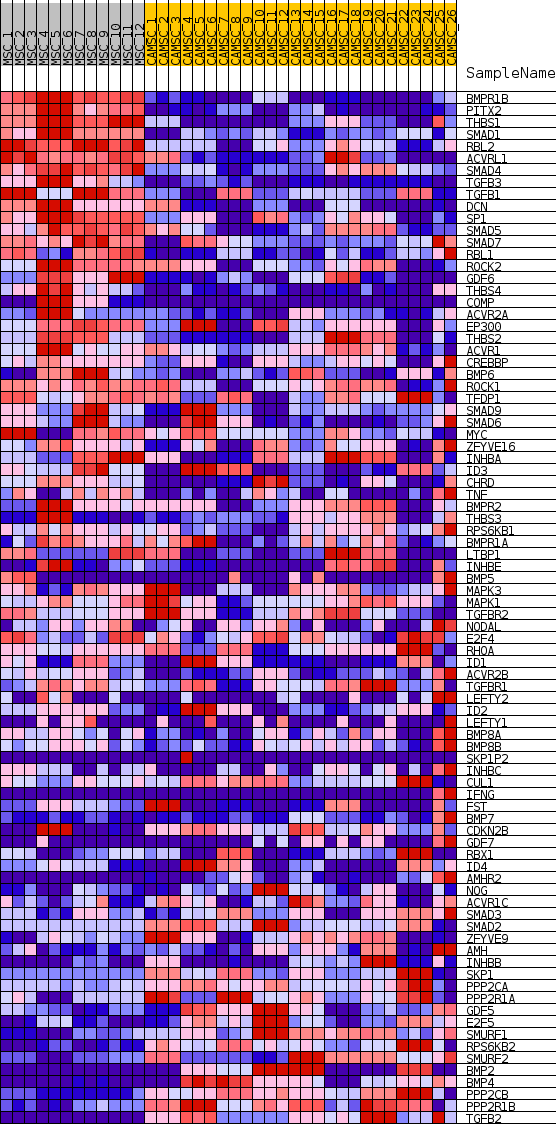 MSC_1
MSC_2
MSC_3
MSC_4
MSC_5
MSC_6
MSC_7
MSC_8
MSC_9
MSC_10
MSC_11
MSC_12
CAMSC_1
CAMSC_2
CAMSC_3
CAMSC_4
CAMSC_5
CAMSC_6
CAMSC_7
CAMSC_8
CAMSC_9
CAMSC_10
CAMSC_11
CAMSC_12
CAMSC_13
CAMSC_14
CAMSC_15
CAMSC_16
CAMSC_17
CAMSC_18
CAMSC_19
CAMSC_20
CAMSC_21
CAMSC_22
CAMSC_23
CAMSC_24
CAMSC_25
CAMSC_26
SampleName
BMPR1B
PITX2
THBS1
SMAD1
RBL2
ACVRL1
SMAD4
TGFB3
TGFB1
DCN
SP1
SMAD5
SMAD7
RBL1
ROCK2
GDF6
THBS4
COMP
ACVR2A
EP300
THBS2
ACVR1
CREBBP
BMP6
ROCK1
TFDP1
SMAD9
SMAD6
MYC
ZFYVE16
INHBA
ID3
CHRD
TNF
BMPR2
THBS3
RPS6KB1
BMPR1A
LTBP1
INHBE
BMP5
MAPK3
MAPK1
TGFBR2
NODAL
E2F4
RHOA
ID1
ACVR2B
TGFBR1
LEFTY2
ID2
LEFTY1
BMP8A
BMP8B
SKP1P2
INHBC
CUL1
IFNG
FST
BMP7
CDKN2B
GDF7
RBX1
ID4
AMHR2
NOG
ACVR1C
SMAD3
SMAD2
ZFYVE9
AMH
INHBB
SKP1
PPP2CA
PPP2R1A
GDF5
E2F5
SMURF1
RPS6KB2
SMURF2
BMP2
BMP4
PPP2CB
PPP2R1B
TGFB2